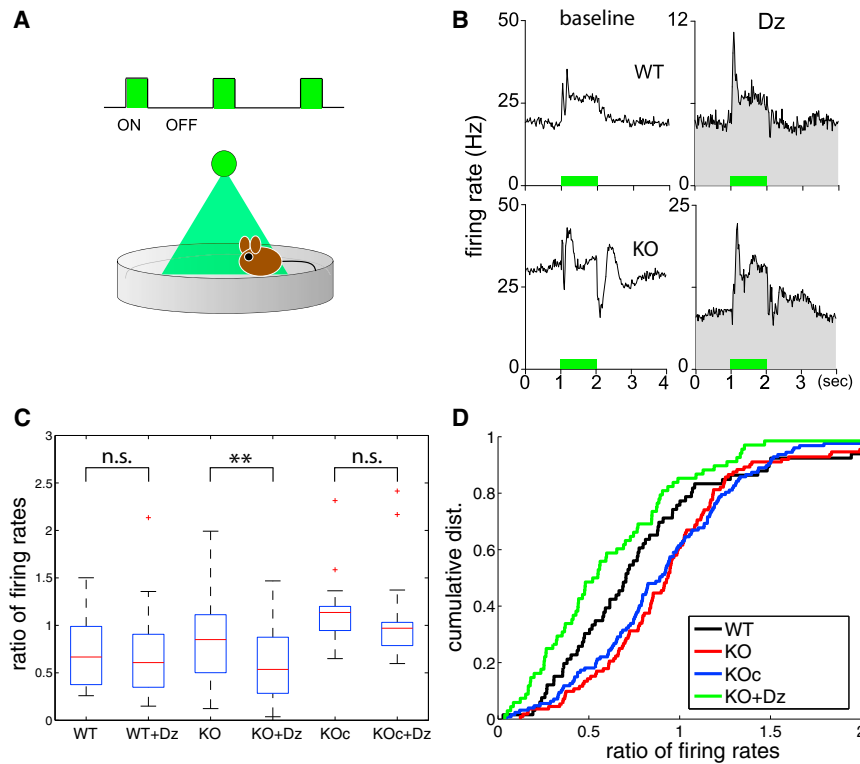 A
ON OFF
B
baseline
Dz
firing rate (Hz)
50
25
0
WT
12
0
50
25
0
KO
25
0
0 1 2 3 4
0 1 2 3 (sec)
C
ratio of firing rates
3
2.5
2
1.5
1
0.5
0
n.s.
**
n.s.
WT WT+Dz KO KO+Dz KOc KOc+Dz
D
cumulative dist.
1
0.8
0.6
0.4
0.2
0
WT
KO
KOc
KO+Dz
0 0.5 1 1.5 2
ratio of firing rates